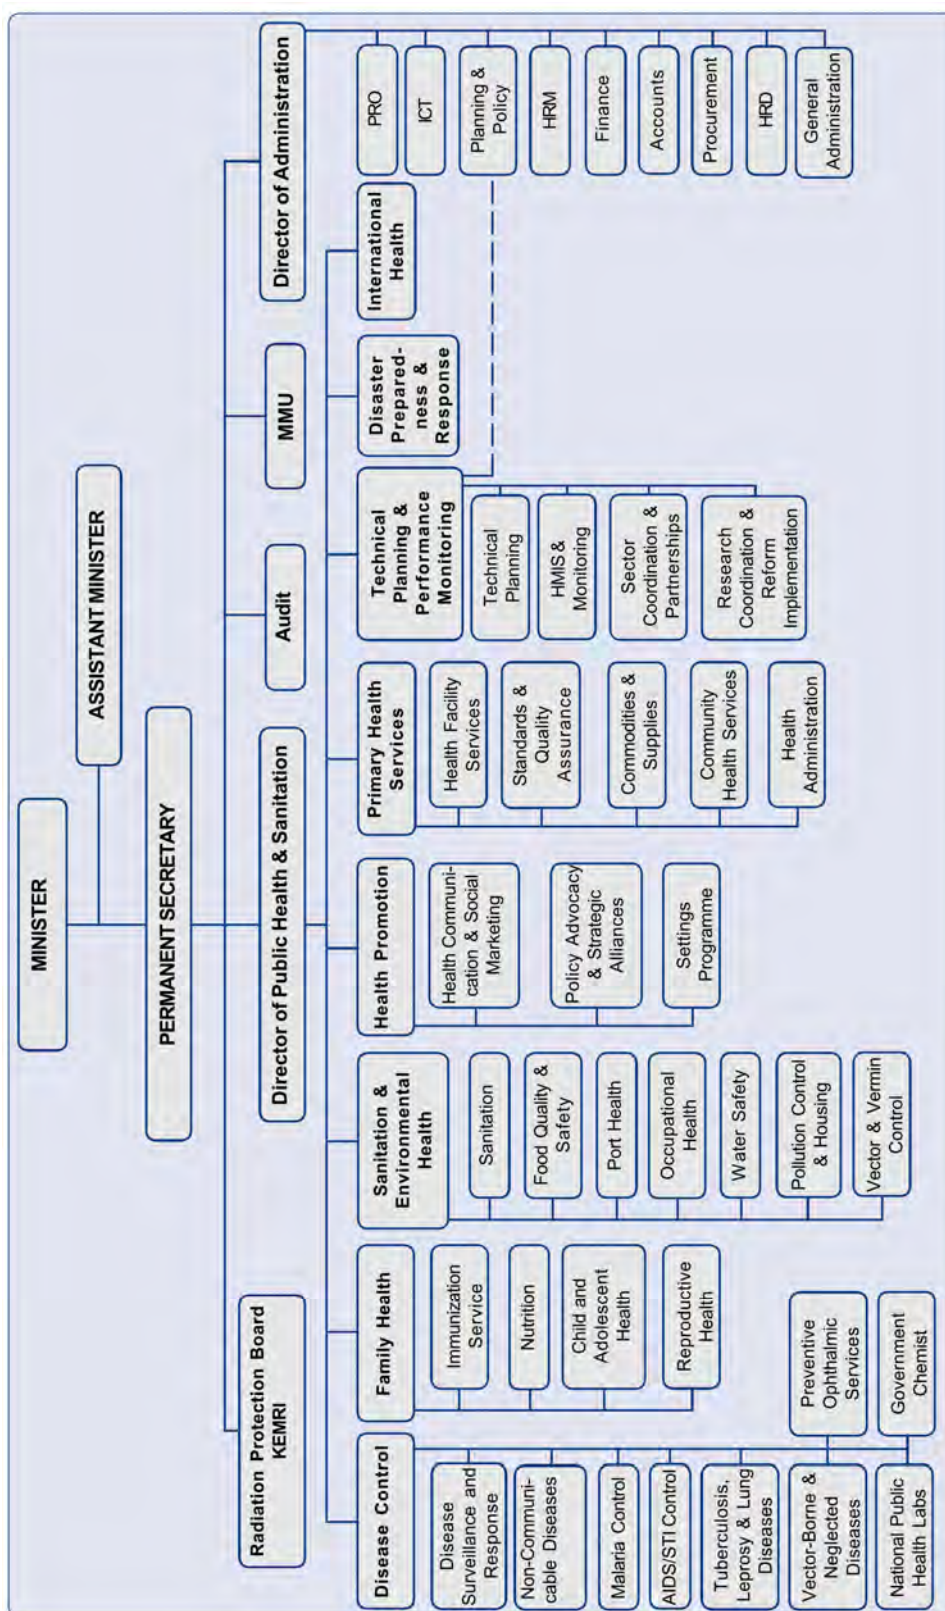 MINISTER
ASSISTANT MINISTER
PERMANENT SECRETARY
Radiation Protection Board
KEMRI
Director of Public Health & Sanitation
Audit
MMU
Director of Administration
Disease Control
Family Health
Sanitation &
Environmental
Health
Health Promotion
Primary Health
Services
Technical
Planning &
Performance
Monitoring
Disaster
Prepared-
ness &
Response
International
Health
Disease
Surveillance and
Response
Non-Communi-
cable Diseases
Malaria Control
AIDS/STI Control
Tuberculosis,
Leprosy & Lung
Diseases
Vector-Borne &
Neglected
Diseases
National Public
Health Labs
Preventive
Ophthalmic
Services
Government
Chemist
Immunization
Service
Nutrition
Child and
Adolescent
Health
Reproductive
Health
Sanitation
Food Quality &
Safety
Port Health
Occupational
Health
Water Safety
Pollution Control
& Housing
Vector & Vermin
Control
Health Communi-
cation & Social
Marketing
Policy Advocacy
& Strategic
Alliances
Settings
Programme
Health Facility
Services
Standards &
Quality
Assurance
Commodities &
Supplies
Community
Health Services
Health
Administration
Technical
Planning
HMIS &
Monitoring
Sector
Coordination &
Partnerships
Research
Coordination &
Reform
Implementation
PRO
ICT
Planning &
Policy
HRM
Finance
Accounts
Procurement
HRD
General
Administration